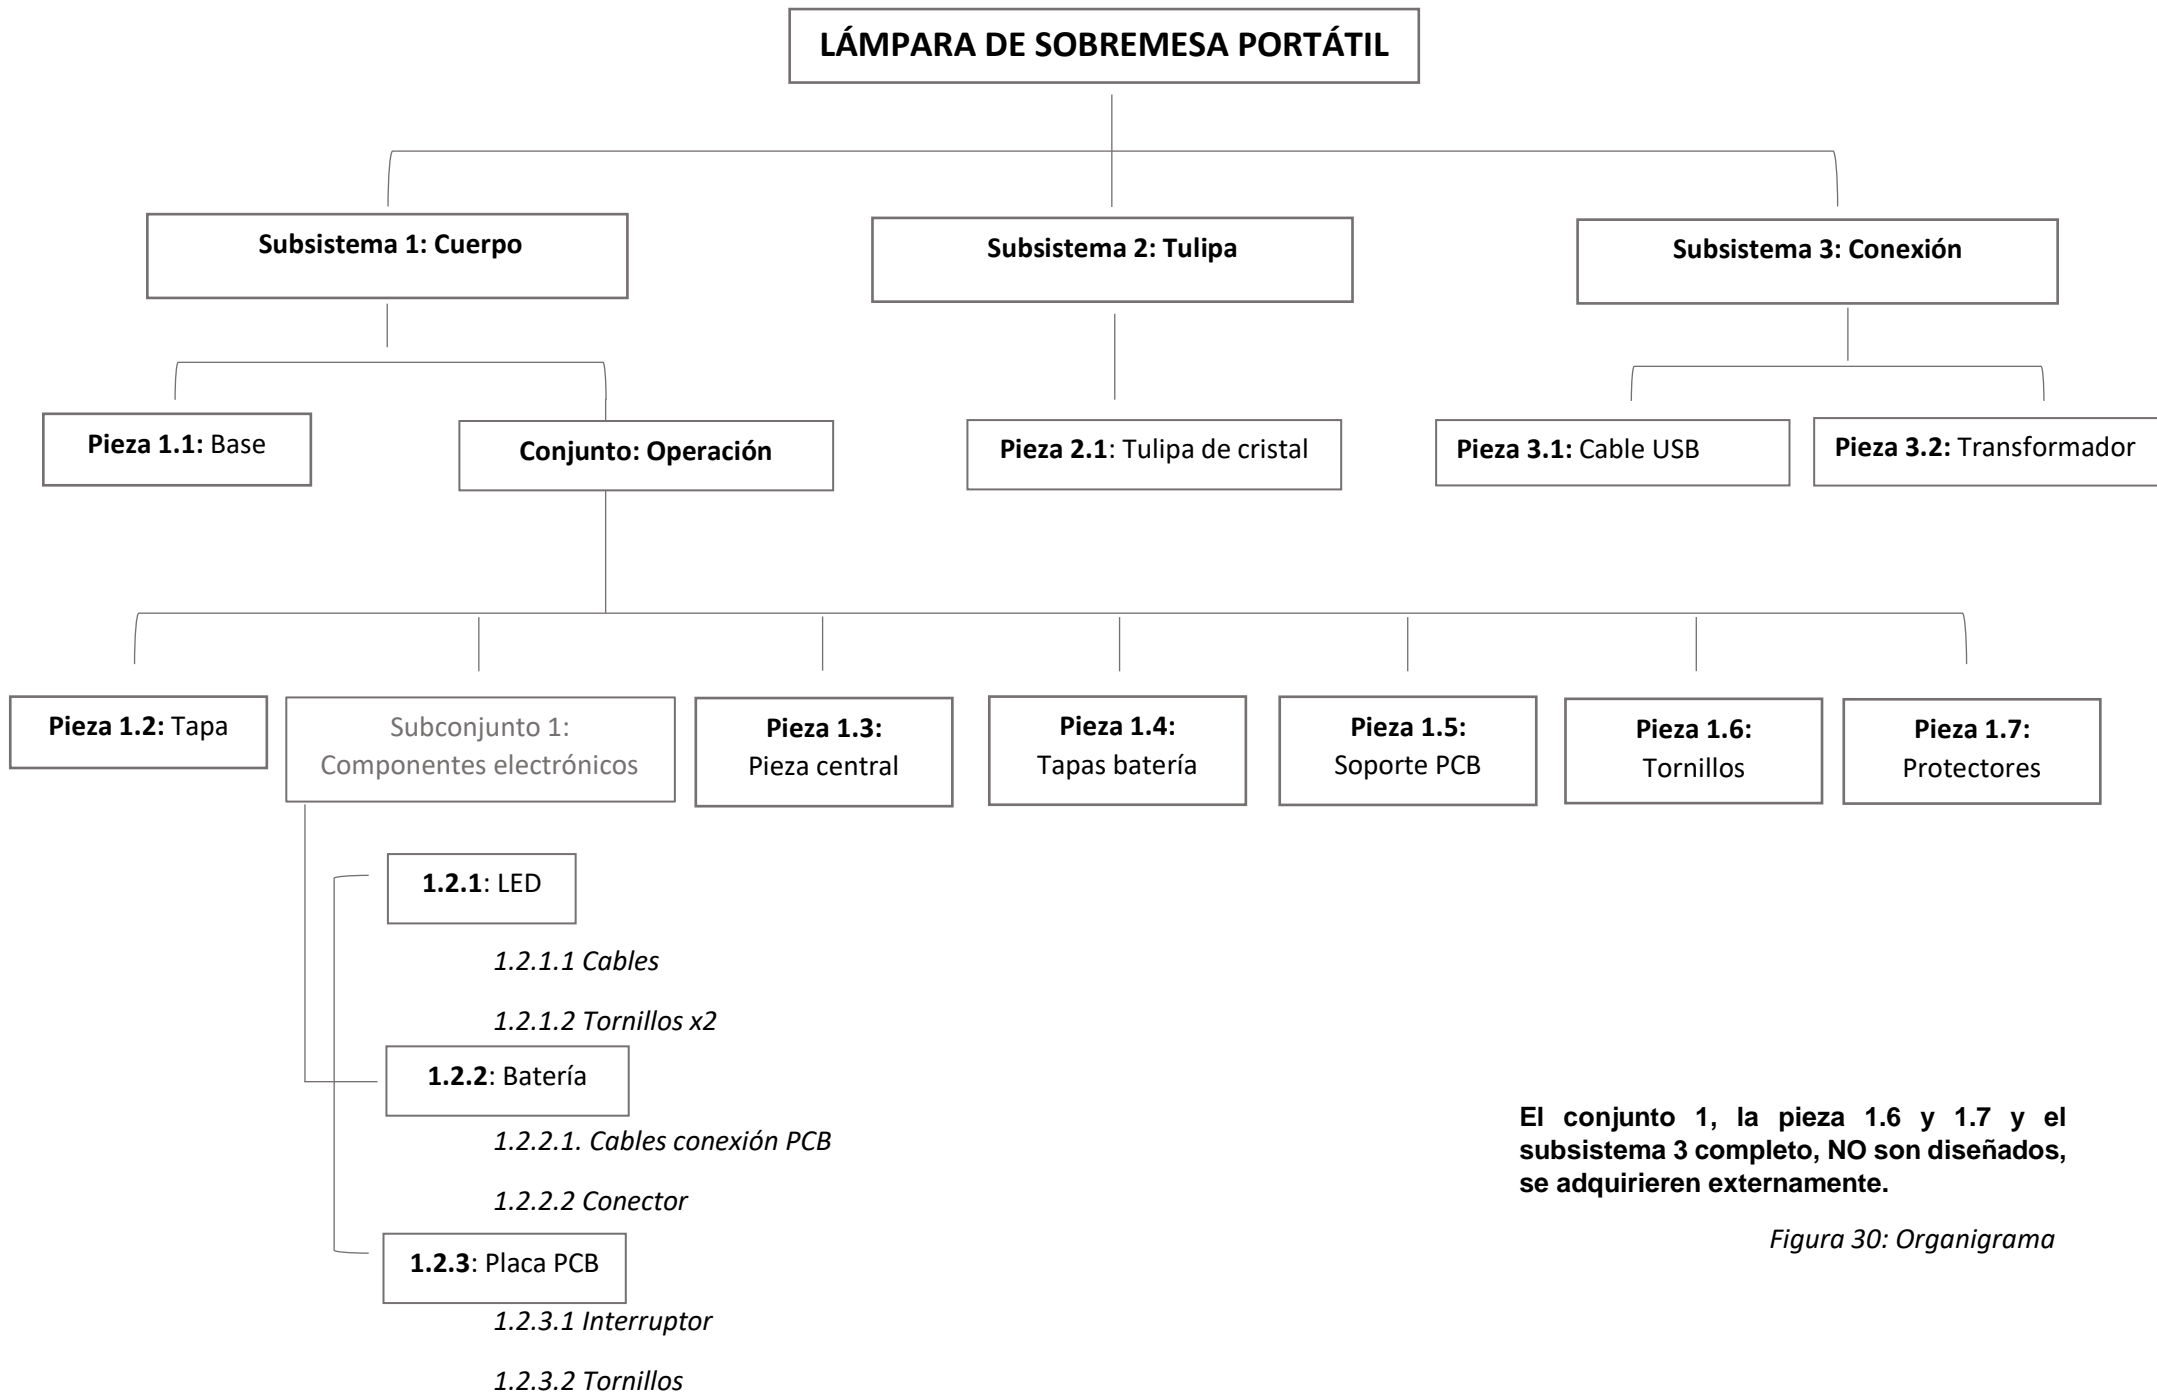 LÁMPARA DE SOBREMESA PORTÁTIL
Subsistema 1: Cuerpo
Subsistema 2: Tulipa
Subsistema 3: Conexión
Pieza 1.1: Base
Conjunto: Operación
Pieza 2.1: Tulipa de cristal
Pieza 3.1: Cable USB
Pieza 3.2: Transformador
Pieza 1.2: Tapa
Subconjunto 1:
Componentes electrónicos
Pieza 1.3:
Pieza central
Pieza 1.4:
Tapas batería
Pieza 1.5:
Soporte PCB
Pieza 1.6:
Tornillos
Pieza 1.7:
Protectores
1.2.1: LED
1.2.1.1 Cables
1.2.1.2 Tornillos x2
1.2.2: Batería
1.2.2.1. Cables conexión PCB
1.2.2.2 Conector
1.2.3: Placa PCB
1.2.3.1 Interruptor
1.2.3.2 Tornillos
El conjunto 1, la pieza 1.6 y 1.7 y el
subsistema 3 completo, NO son diseñados,
se adquirieren externamente.
Figura 30: Organigrama